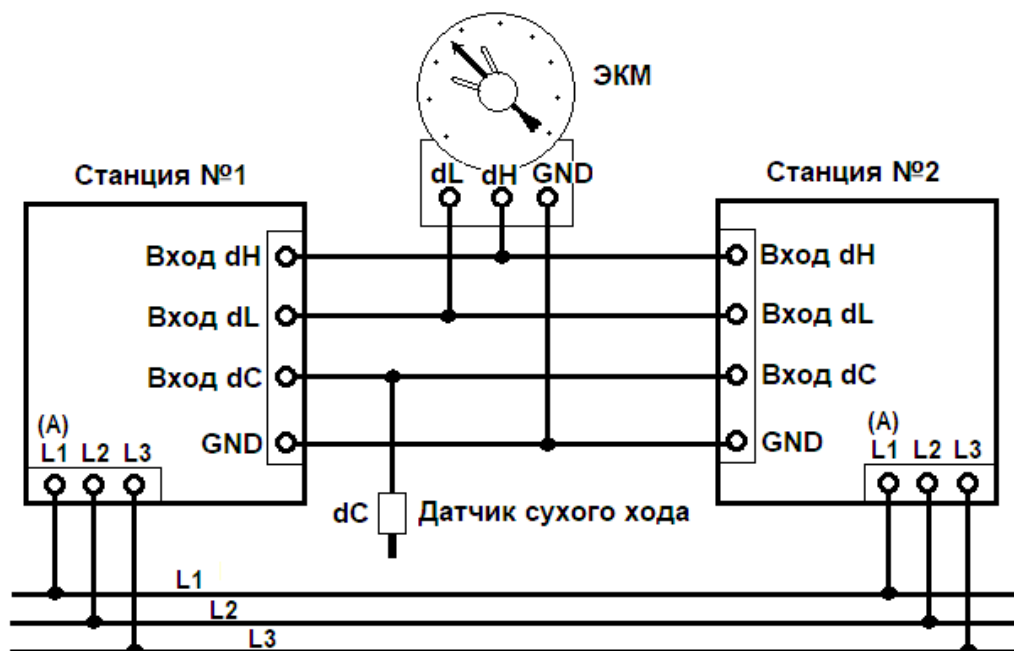 ЭКМ
dL dH GND
Станция №1
Станция №2
Вход dH
Вход dL
Вход dC
GND
(A)
L1 L2 L3
Вход dH
Вход dL
Вход dC
GND
(A)
L1 L2 L3
dC Датчик сухого хода
L1
L2
L3